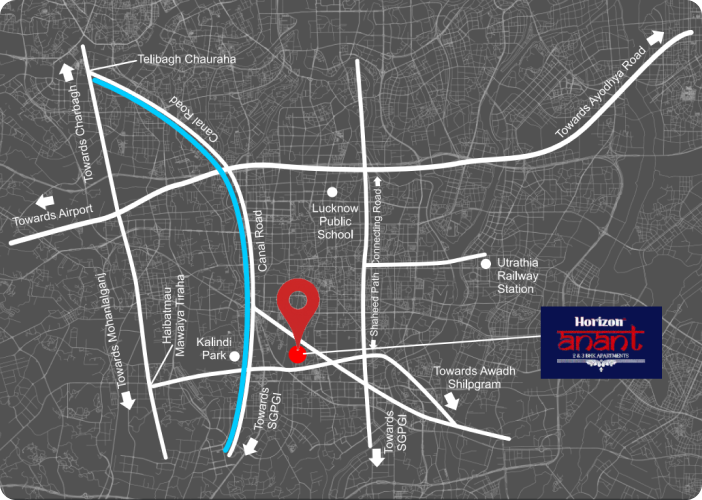 Telibagh Chauraha
Towards Ayodhya Road
Canal Road
Towards Charbagh
Towards Airport
Lucknow
Public
School
Canal Road
Shaheed Path Connecting Road
Utrathia
Railway
Station
Haibatmau
Mawaiya Tiraha
Towards Mohanlalganj
Kalindi
Park
Horizon
anant
2 & 3 BHK APARTMENTS
Towards Awadh
Shilpgram
Towards
SGPGI
Towards
SGPGI